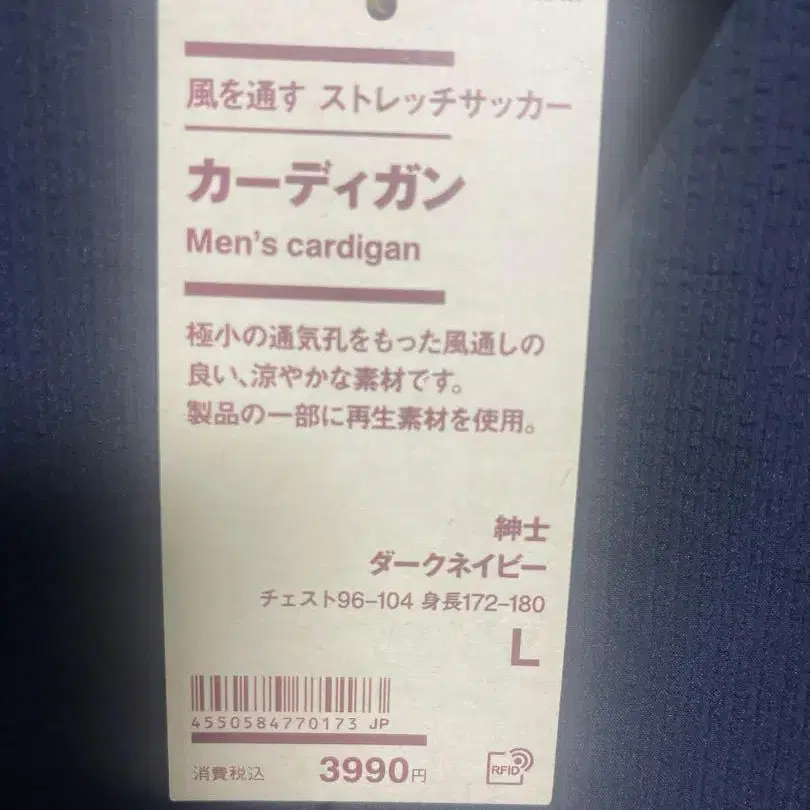 風を通す ストレッチサッカー
カーディガン
Men's cardigan
極小の通気孔をもった風通しの
良い、涼やかな素材です。
製品の一部に再生素材を使用。
紳士
ダークネイビー
チェスト96-104 身長172-180
L
4550584770173 JP
消費税込 3990円
RFID